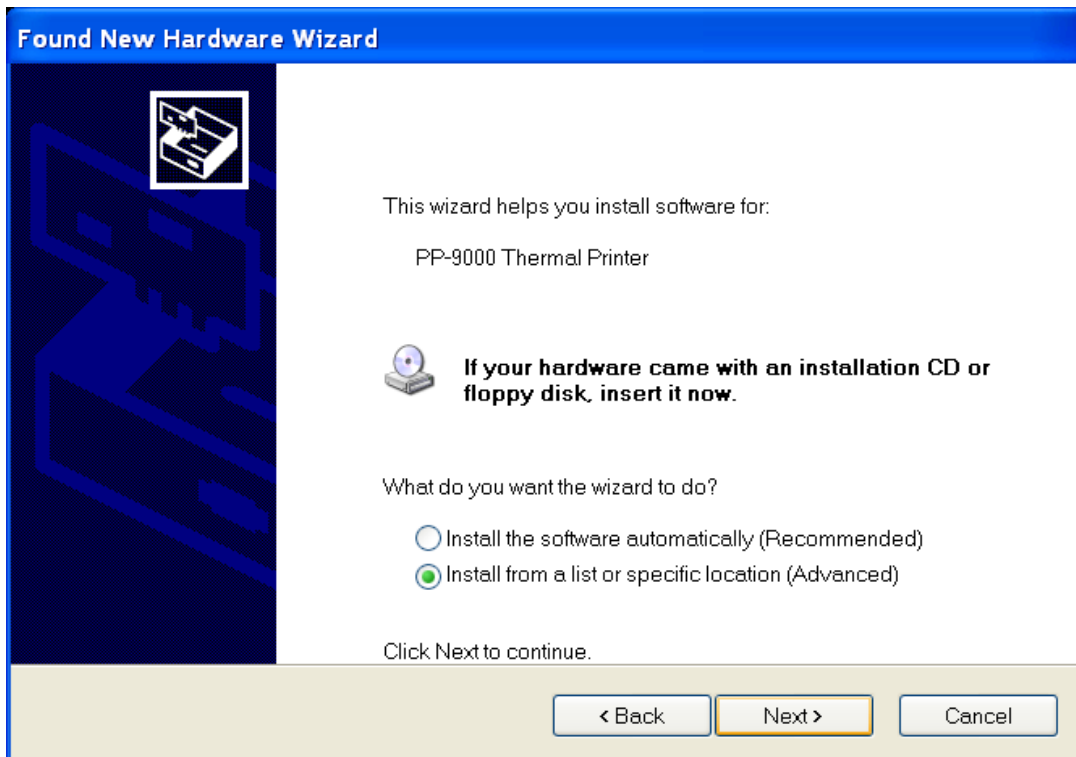 Found New Hardware Wizard
This wizard helps you install software for:
PP-9000 Thermal Printer
If your hardware came with an installation CD or
floppy disk, insert it now.
What do you want the wizard to do?
Install the software automatically (Recommended)
Install from a list or specific location (Advanced)
Click Next to continue.
< Back
Next >
Cancel